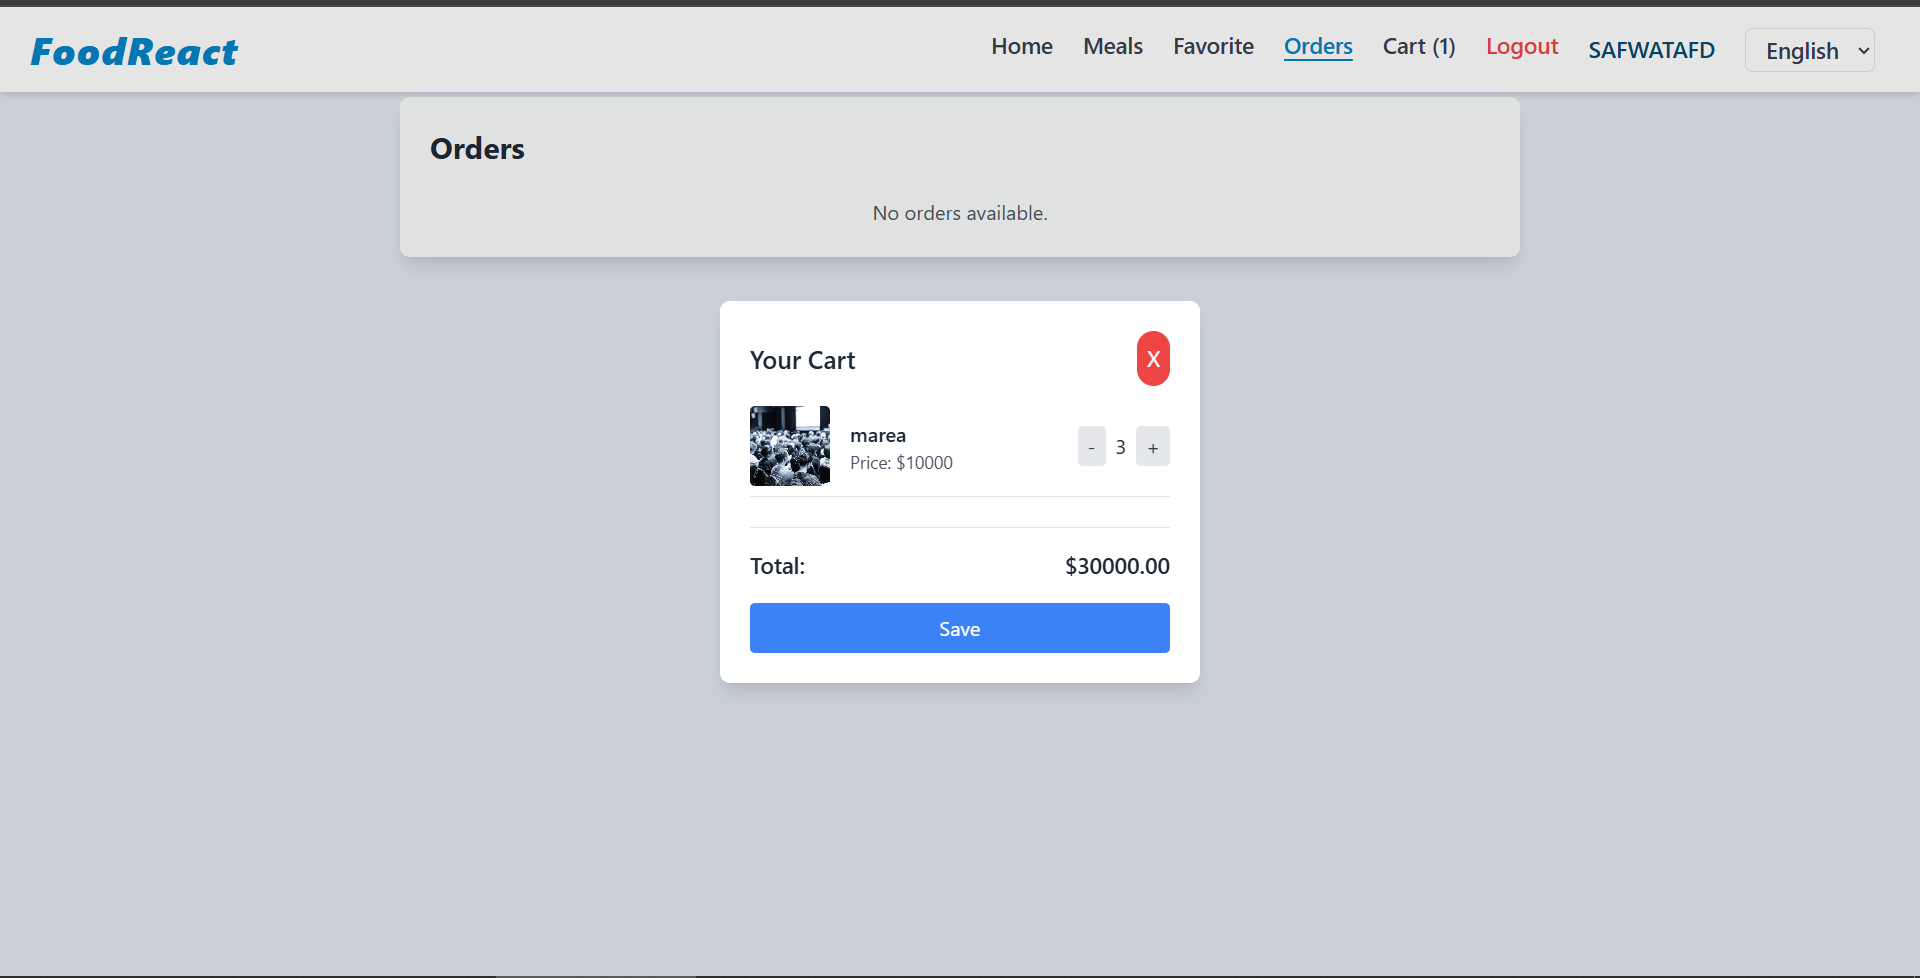 FoodReact
Home Meals Favorite Orders Cart (1) Logout SAFWATAFD English
Orders
No orders available.
Your Cart X
marea
Price: $10000
- 3 +
Total: $30000.00
Save